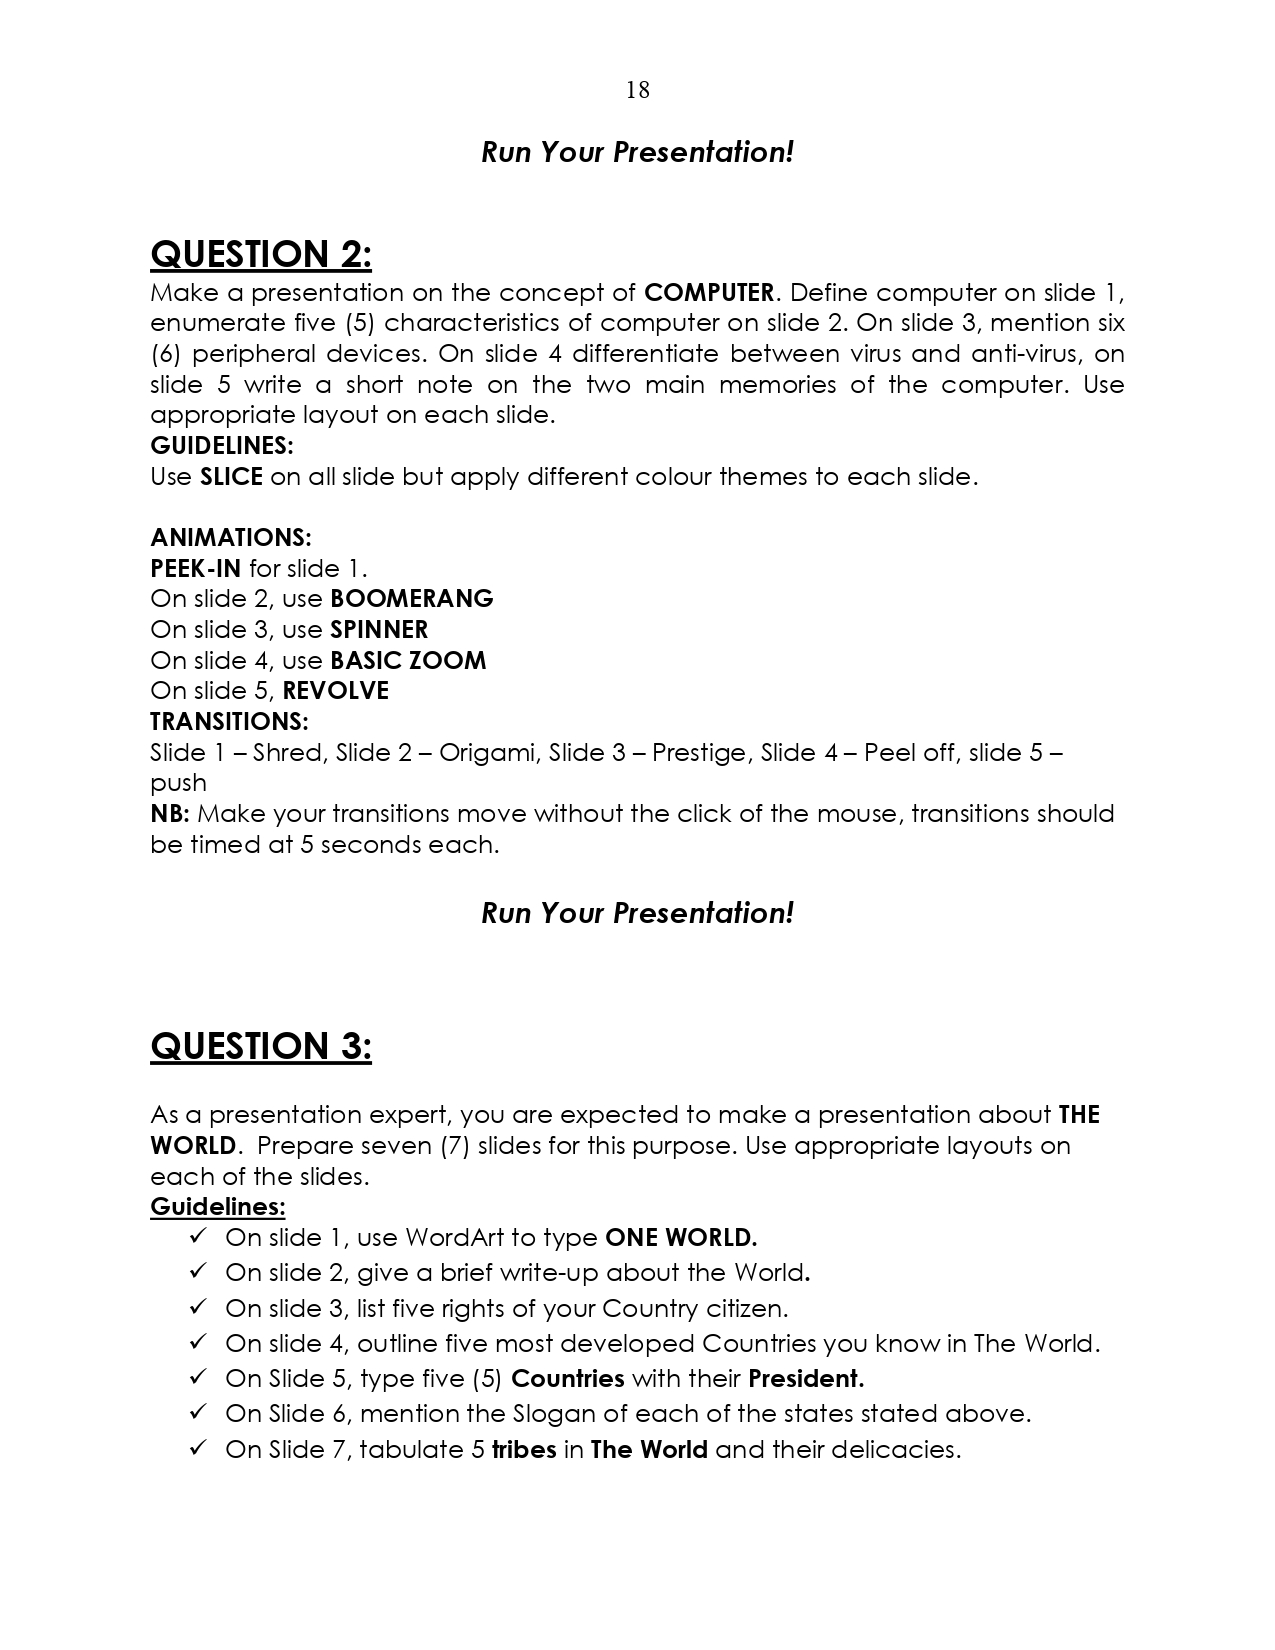 18
Run Your Presentation!
QUESTION 2:
Make a presentation on the concept of COMPUTER. Define computer on slide 1,
enumerate five (5) characteristics of computer on slide 2. On slide 3, mention six
(6) peripheral devices. On slide 4 differentiate between virus and anti-virus, on
slide 5 write a short note on the two main memories of the computer. Use
appropriate layout on each slide.
GUIDELINES:
Use SLICE on all slide but apply different colour themes to each slide.
ANIMATIONS:
PEEK-IN for slide 1.
On slide 2, use BOOMERANG
On slide 3, use SPINNER
On slide 4, use BASIC ZOOM
On slide 5, REVOLVE
TRANSITIONS:
Slide 1 – Shred, Slide 2 – Origami, Slide 3 – Prestige, Slide 4 – Peel off, slide 5 –
push
NB: Make your transitions move without the click of the mouse, transitions should
be timed at 5 seconds each.
Run Your Presentation!
QUESTION 3:
As a presentation expert, you are expected to make a presentation about THE
WORLD.  Prepare seven (7) slides for this purpose. Use appropriate layouts on
each of the slides.
Guidelines:
✓ On slide 1, use WordArt to type ONE WORLD.
✓ On slide 2, give a brief write-up about the World.
✓ On slide 3, list five rights of your Country citizen.
✓ On slide 4, outline five most developed Countries you know in The World.
✓ On Slide 5, type five (5) Countries with their President.
✓ On Slide 6, mention the Slogan of each of the states stated above.
✓ On Slide 7, tabulate 5 tribes in The World and their delicacies.